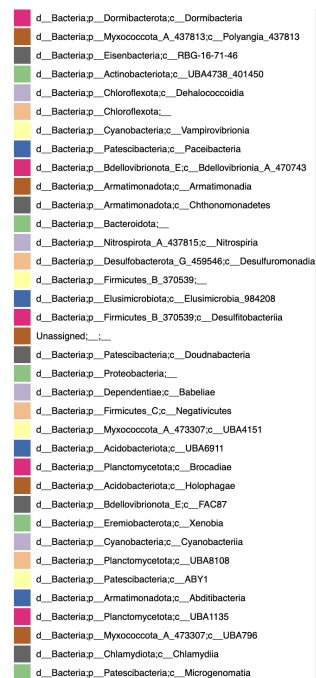 d__Bacteria;p__Dormibacterota;c__Dormibacteria
d__Bacteria;p__Myxococcota_A_437813;c__Polyangia_437813
d__Bacteria;p__Eisenbacteria;c__RBG-16-71-46
d__Bacteria;p__Actinobacteriota;c__UBA4738_401450
d__Bacteria;p__Chloroflexota;c__Dehalococcoidia
d__Bacteria;p__Chloroflexota;__
d__Bacteria;p__Cyanobacteria;c__Vampirovibrionia
d__Bacteria;p__Patescibacteria;c__Paceibacteria
d__Bacteria;p__Bdellovibrionota_E;c__Bdellovibrionia_A_470743
d__Bacteria;p__Armatimonadota;c__Armatimonadia
d__Bacteria;p__Armatimonadota;c__Chthonomonadetes
d__Bacteria;p__Bacteroidota;__
d__Bacteria;p__Nitrospirota_A_437815;c__Nitrospiria
d__Bacteria;p__Desulfobacterota_G_459546;c__Desulfuromonadia
d__Bacteria;p__Firmicutes_B_370539;__
d__Bacteria;p__Elusimicrobiota;c__Elusimicrobia_984208
d__Bacteria;p__Firmicutes_B_370539;c__Desulfitobacteriia
Unassigned;__;__
d__Bacteria;p__Patescibacteria;c__Doudnabacteria
d__Bacteria;p__Proteobacteria;__
d__Bacteria;p__Dependentiae;c__Babeliae
d__Bacteria;p__Firmicutes_C;c__Negativicutes
d__Bacteria;p__Myxococcota_A_473307;c__UBA4151
d__Bacteria;p__Acidobacteriota;c__UBA6911
d__Bacteria;p__Planctomycetota;c__Brocadiae
d__Bacteria;p__Acidobacteriota;c__Holophagae
d__Bacteria;p__Bdellovibrionota_E;c__FAC87
d__Bacteria;p__Eremiobacterota;c__Xenobia
d__Bacteria;p__Cyanobacteria;c__Cyanobacteriia
d__Bacteria;p__Planctomycetota;c__UBA8108
d__Bacteria;p__Patescibacteria;c__ABY1
d__Bacteria;p__Armatimonadota;c__Abditibacteria
d__Bacteria;p__Planctomycetota;c__UBA1135
d__Bacteria;p__Myxococcota_A_473307;c__UBA796
d__Bacteria;p__Chlamydiota;c__Chlamydiia
d__Bacteria;p__Patescibacteria;c__Microgenomatia